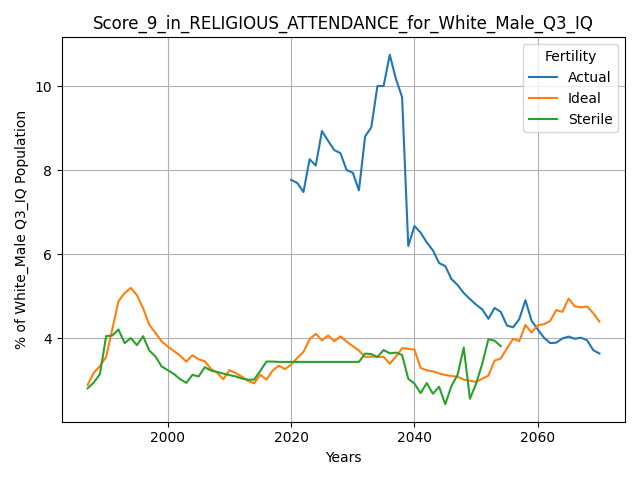 Score_9_in_RELIGIOUS_ATTENDANCE_for_White_Male_Q3_IQ
% of White_Male Q3_IQ Population
10
8
6
4
Fertility
Actual
Ideal
Sterile
2000
2020
2040
2060
Years